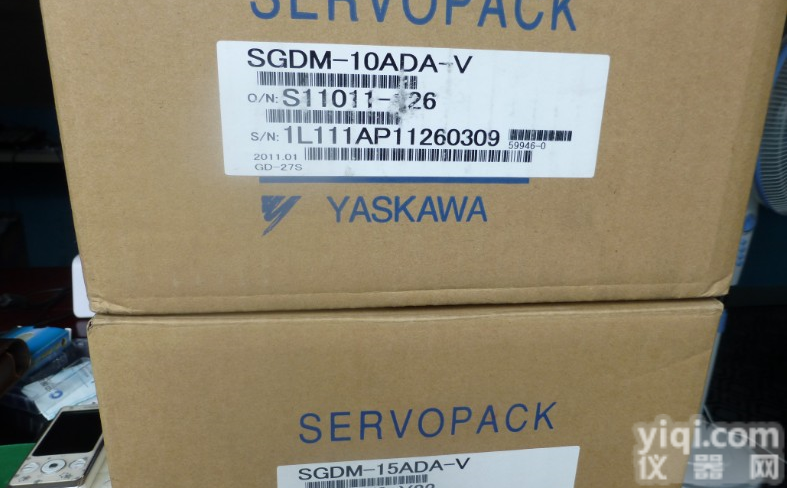 SERVOPACK
SGDM-10ADA-V
O/N: S11011-
S/N: 1L111AP11260309
59946-0
2011.01
GD-27S
YASKAWA
SERVOPACK
SGDM-15ADA-V
yiqi.com
仪器网